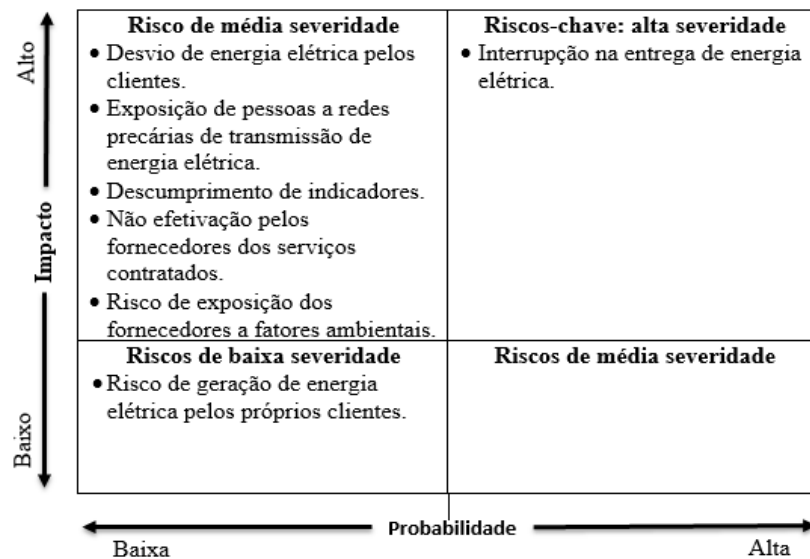 Alto
Impacto
Baixo
Risco de média severidade
• Desvio de energia elétrica pelos
clientes.
• Exposição de pessoas a redes
precárias de transmissão de
energia elétrica.
• Descumprimento de indicadores.
• Não efetivação pelos
fornecedores dos serviços
contratados.
• Risco de exposição dos
fornecedores a fatores ambientais.
Riscos-chave: alta severidade
• Interrupção na entrega de energia
elétrica.
Riscos de baixa severidade
• Risco de geração de energia
elétrica pelos próprios clientes.
Riscos de média severidade
Probabilidade
Baixa
Alta